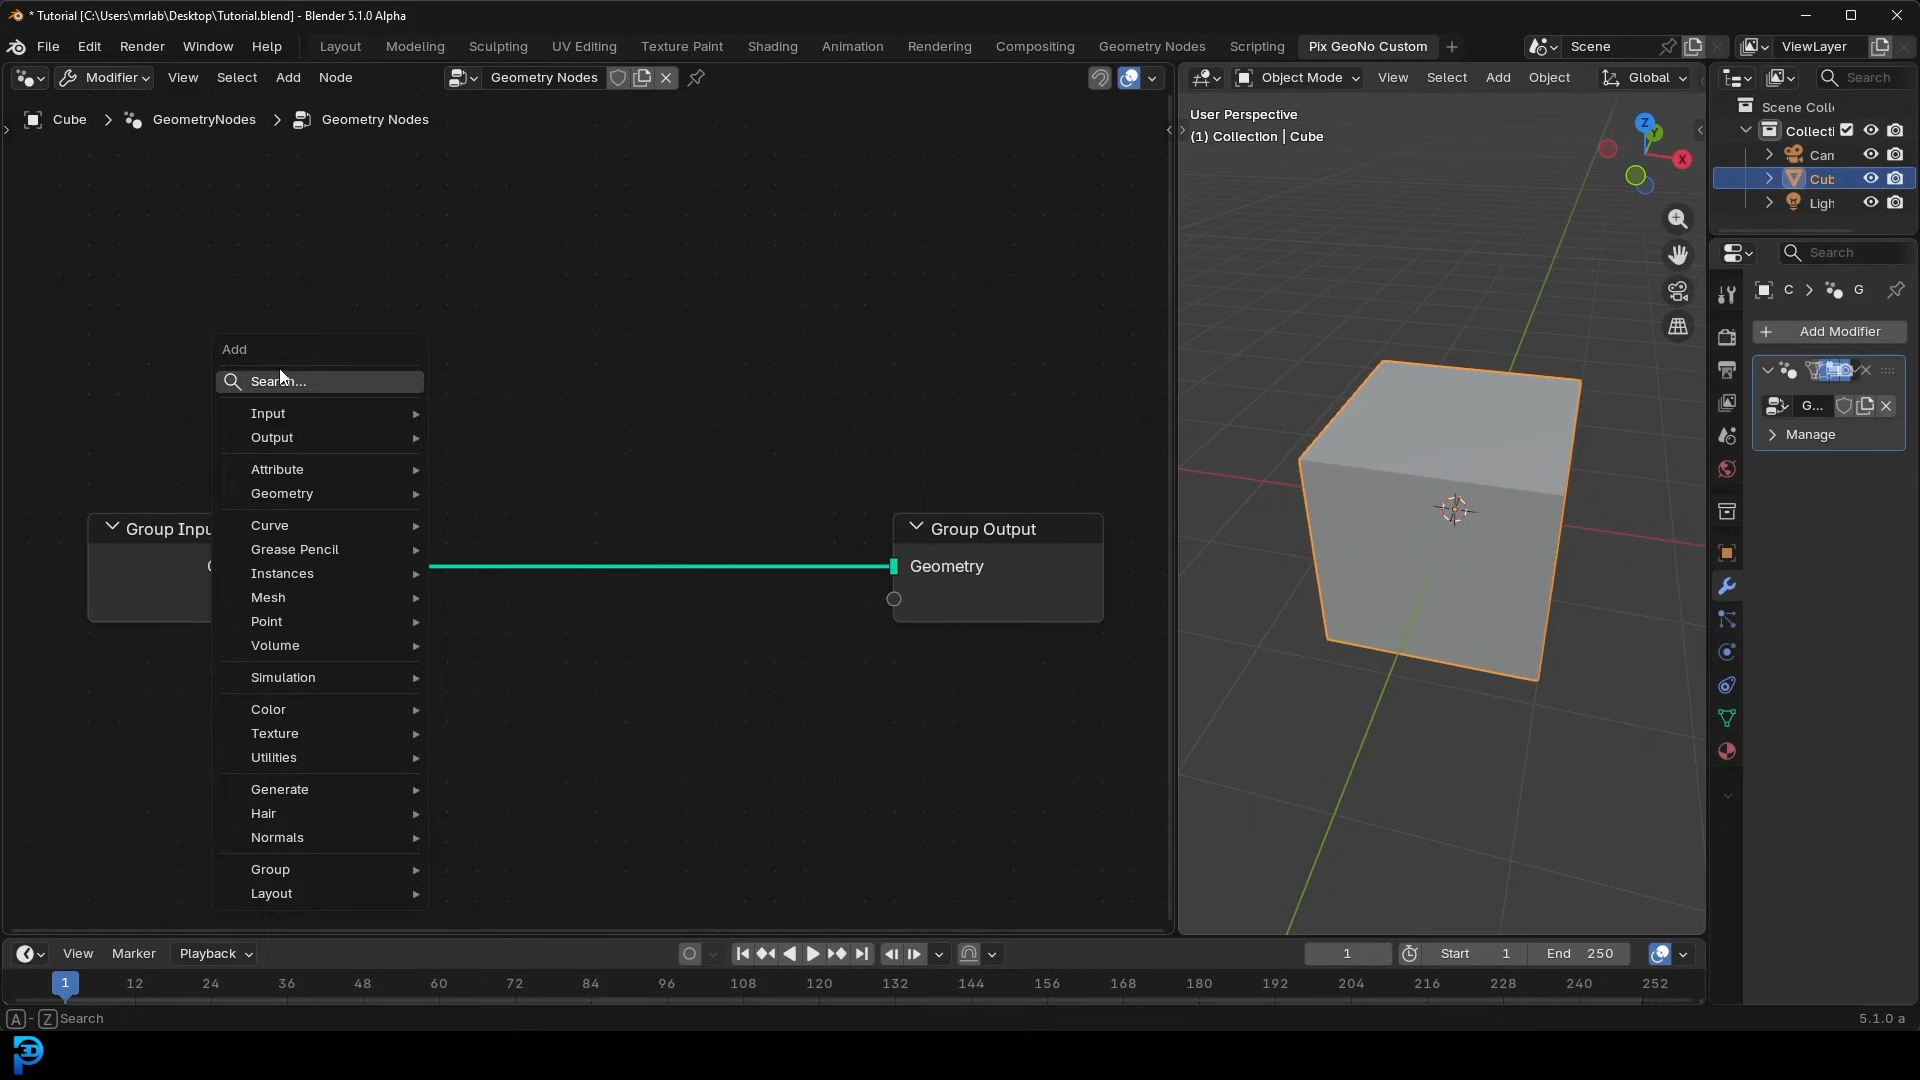 * Tutorial [C:\Users\mrlab\Desktop\Tutorial.blend] - Blender 5.1.0 Alpha
File Edit Render Window Help Layout Modeling Sculpting UV Editing Texture Paint Shading Animation Rendering Compositing Geometry Nodes Scripting Pix GeoNo Custom Scene ViewLayer
Modifier View Select Add Node Geometry Nodes
Object Mode View Select Add Object Global
Search
Cube > GeometryNodes > Geometry Nodes
User Perspective
(1) Collection | Cube
Z
Y
X
Scene Coll
Collecti
Can
Cub
Ligh
Search
C > G
Add Modifier
G...
Manage
Add
Search...
Input
Output
Attribute
Geometry
Curve
Grease Pencil
Instances
Mesh
Point
Volume
Simulation
Color
Texture
Utilities
Generate
Hair
Normals
Group
Layout
Group Inpu
G
Group Output
Geometry
View Marker Playback 1 Start 1 End 250
1 12 24 36 48 60 72 84 96 108 120 132 144 156 168 180 192 204 216 228 240 252
A - Z Search
5.1.0 a